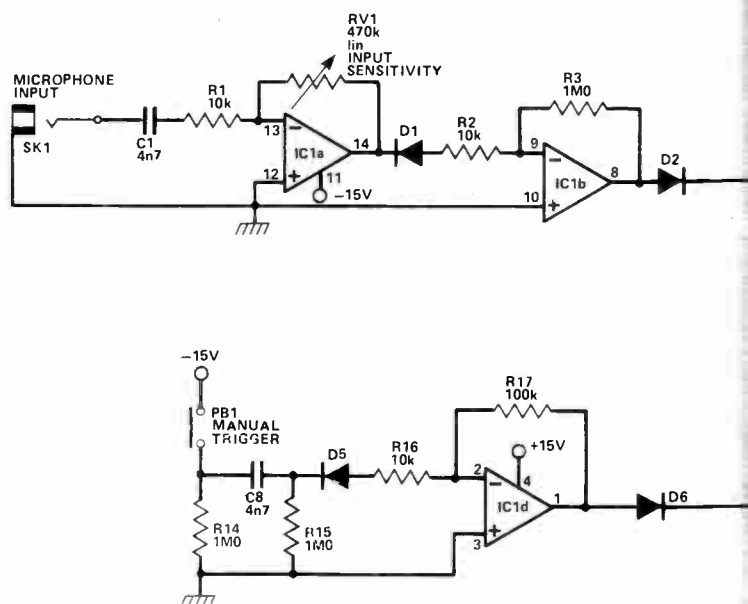 RV1
470k
lin
INPUT
SENSITIVITY
MICROPHONE
INPUT
SK1
C1
4n7
R1
10k
13
12
IC1a
14
11
−15V
D1
R2
10k
R3
1M0
9
10
IC1b
8
D2
−15V
PB1
MANUAL
TRIGGER
C8
4n7
R14
1M0
R15
1M0
D5
R16
10k
R17
100k
+15V
2
3
4
IC1d
1
D6